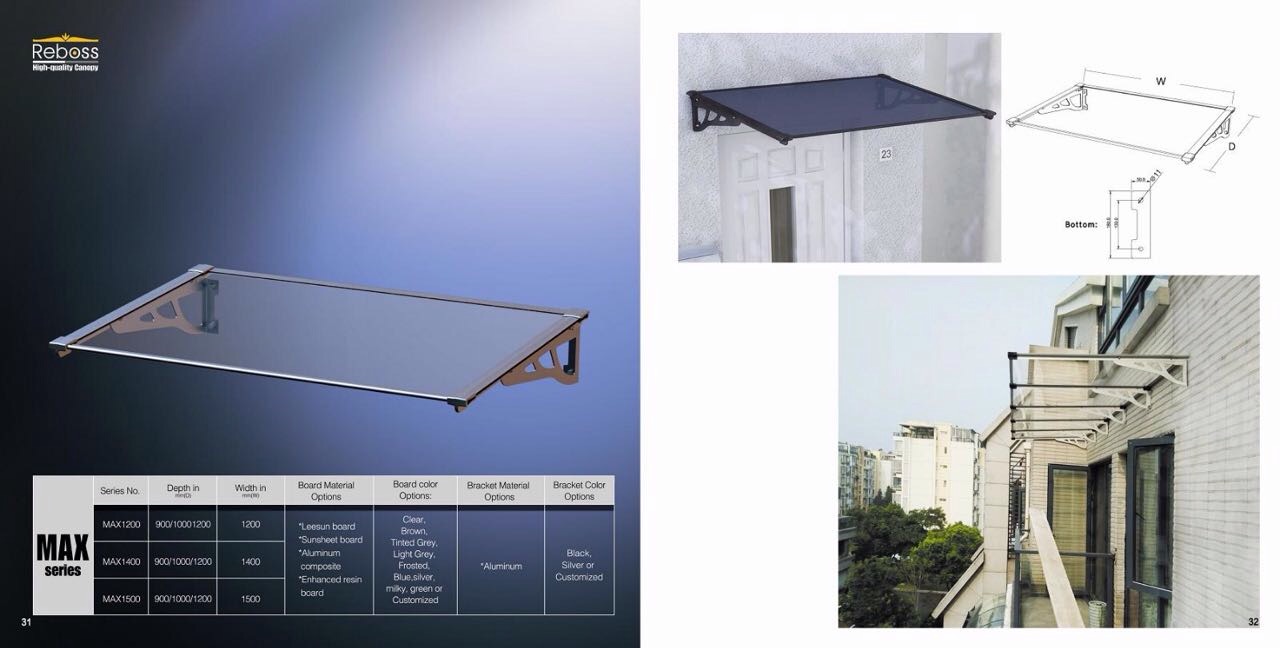 Reboss
High-quality Canopy
MAX
series
Series No.
Depth in
mm(D)
Width in
mm(W)
Board Material
Options
Board color
Options:
Bracket Material
Options
Bracket Color
Options
MAX1200
900/10001200
1200
MAX1400
900/1000/1200
1400
MAX1500
900/1000/1200
1500
*Leesun board
*Sunsheet board
*Aluminum
composite
*Enhanced resin
board
Clear,
Brown,
Tinted Grey,
Light Grey,
Frosted,
Blue,silver,
milky, green or
Customized
*Aluminum
Black,
Silver or
Customized
31
23
W
D
50.0
Ø11
Bottom:
32